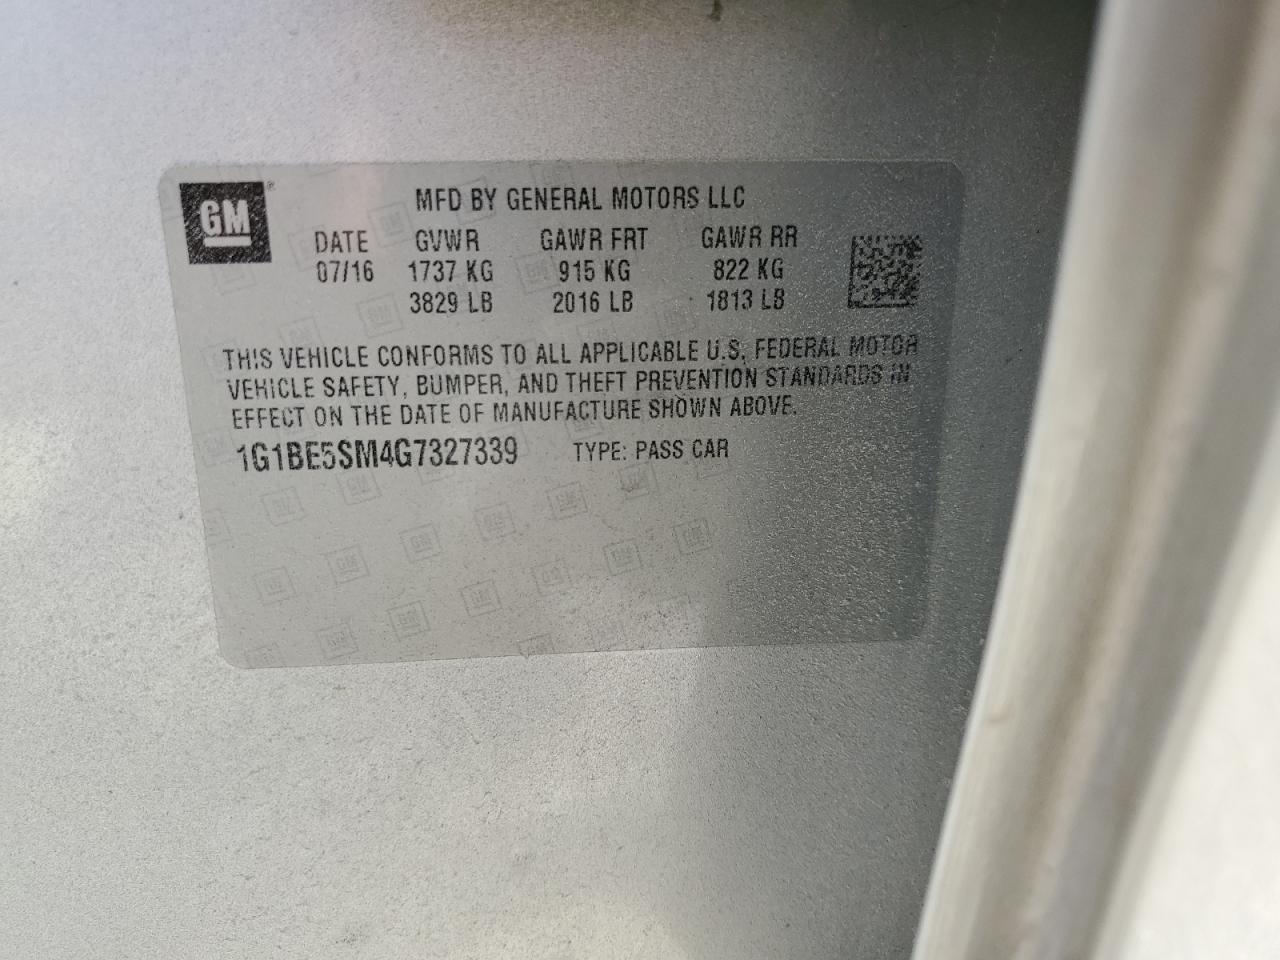 GM
MFD BY GENERAL MOTORS LLC
DATE GVWR GAWR FRT GAWR RR
07/16 1737 KG 915 KG 822 KG
3829 LB 2016 LB 1813 LB
THIS VEHICLE CONFORMS TO ALL APPLICABLE U.S. FEDERAL MOTOR
VEHICLE SAFETY, BUMPER, AND THEFT PREVENTION STANDARDS IN
EFFECT ON THE DATE OF MANUFACTURE SHOWN ABOVE.
1G1BE5SM4G7327339 TYPE: PASS CAR